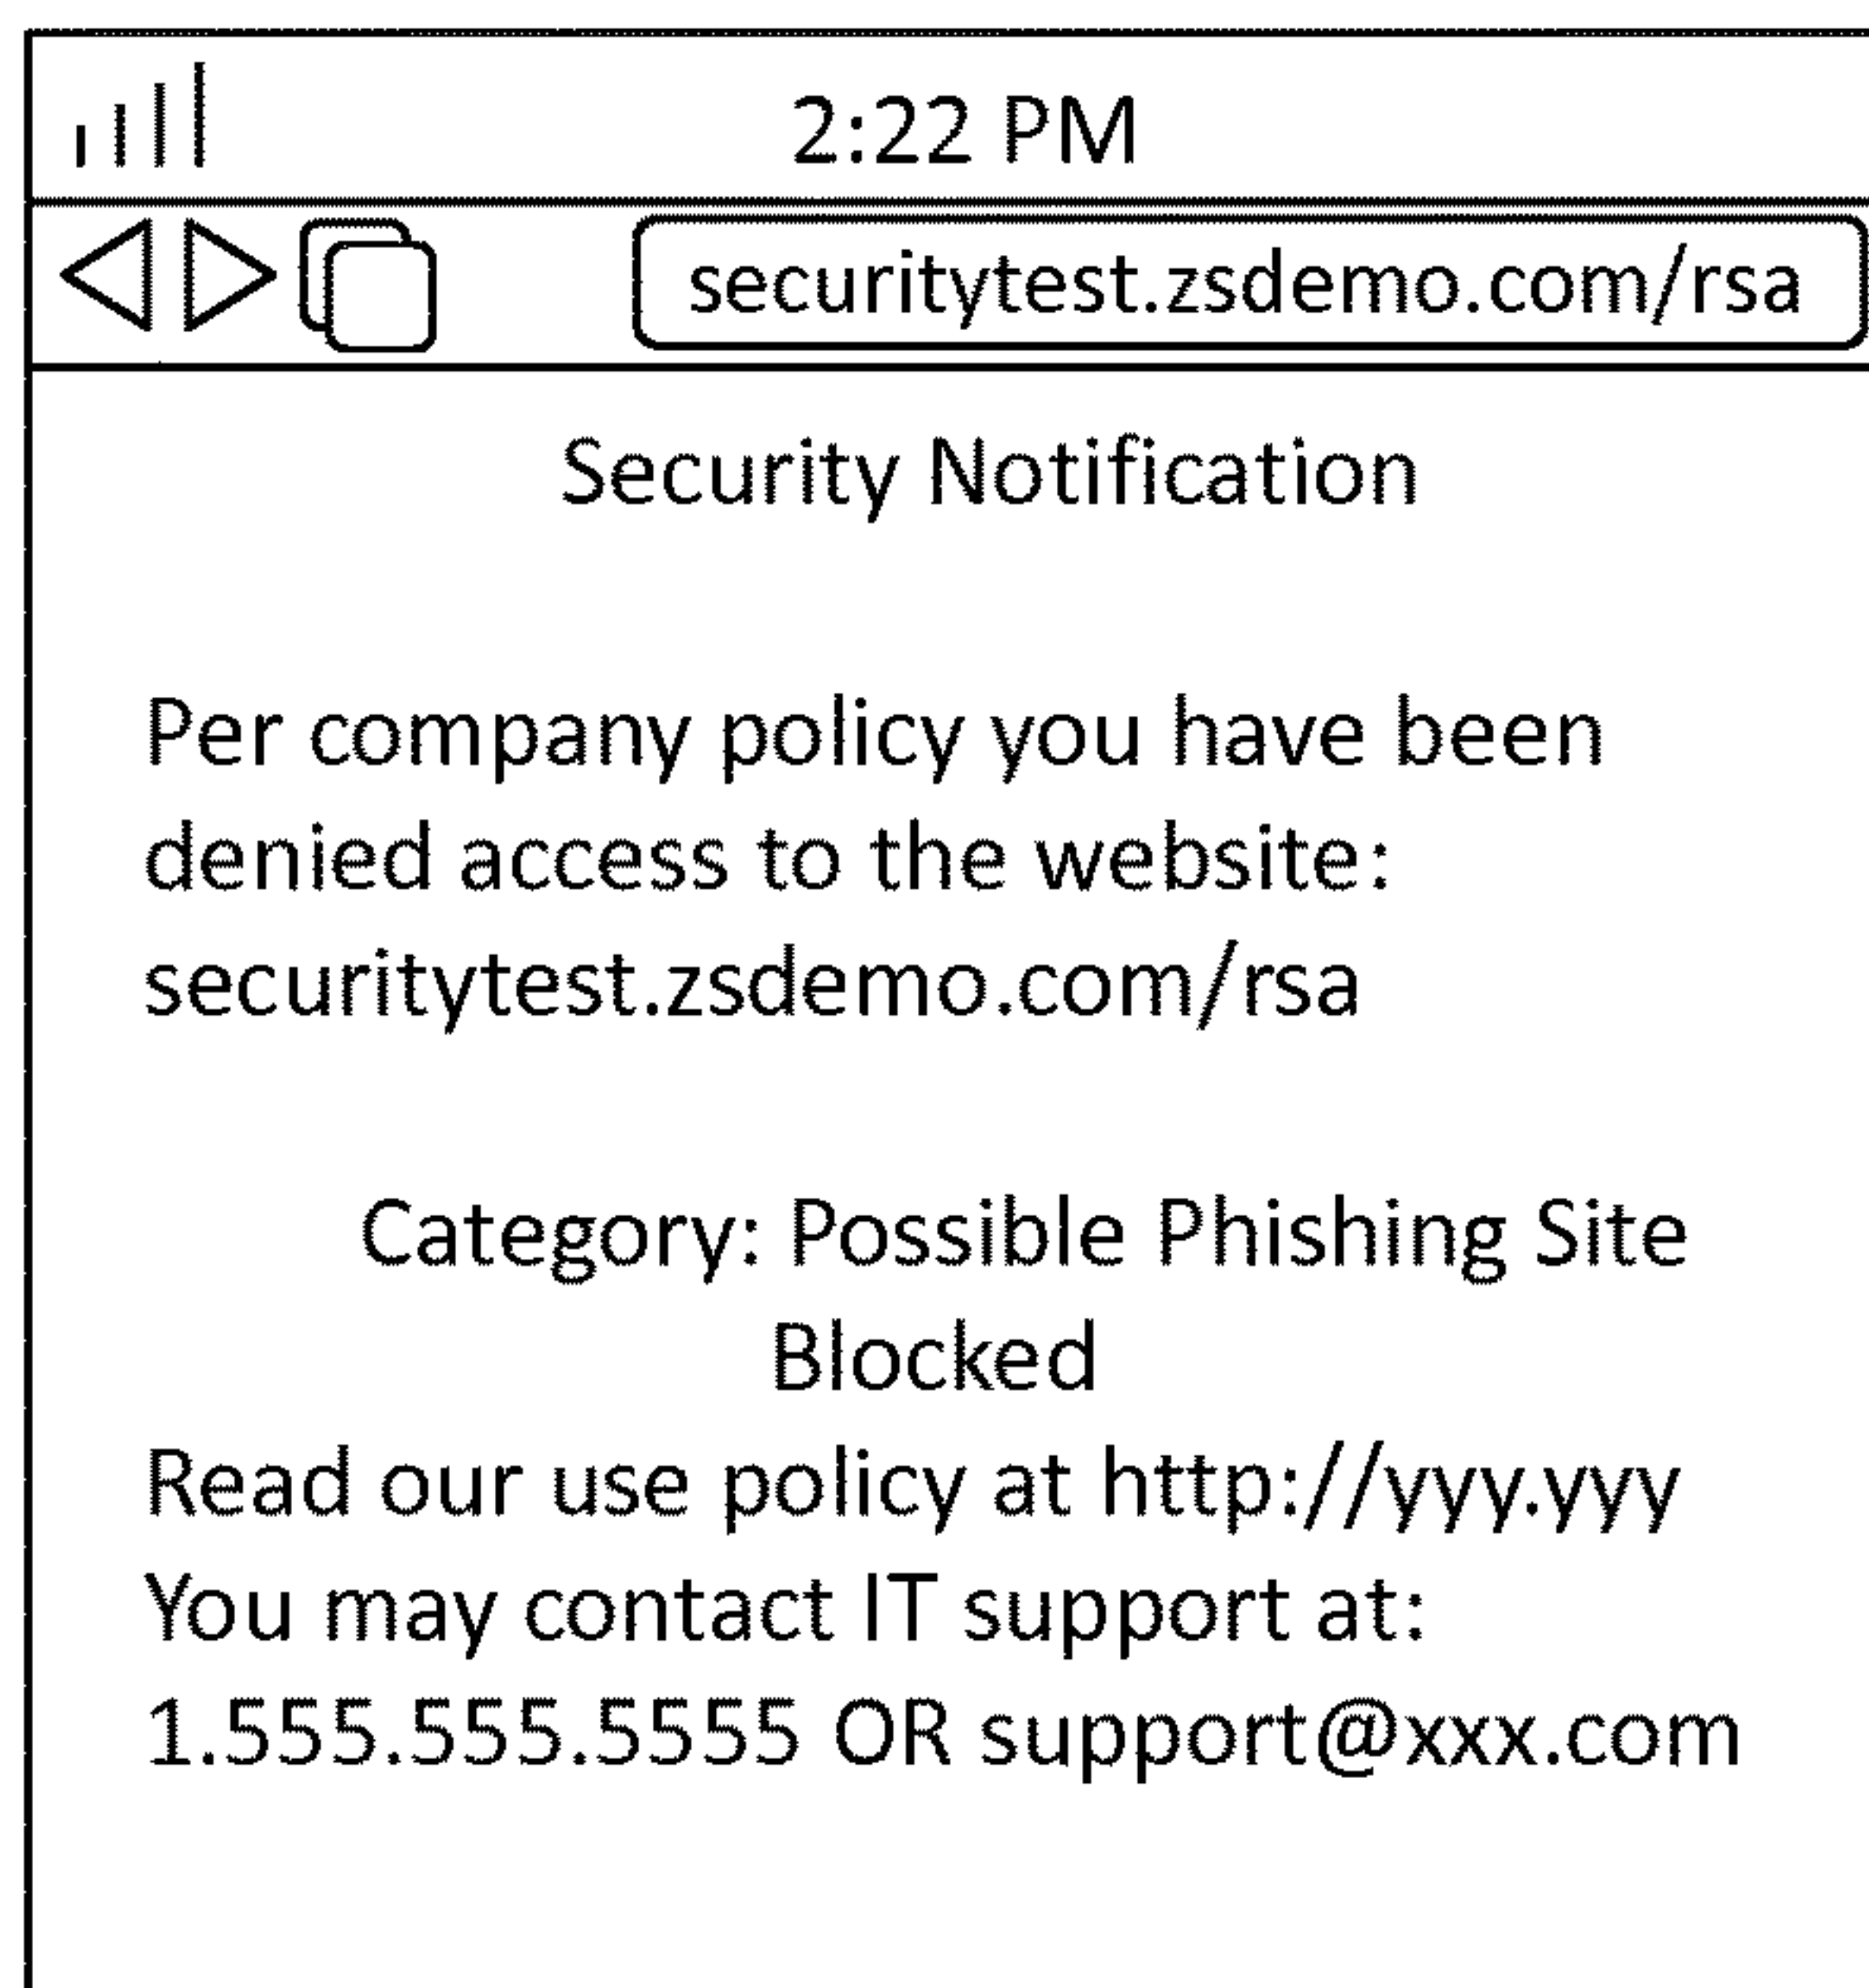 2:22 PM
securitytest.zsdemo.com/rsa
Security Notification
Per company policy you have been
denied access to the website:
securitytest.zsdemo.com/rsa
Category: Possible Phishing Site
Blocked
Read our use policy at http://yyy.yyy
You may contact IT support at:
1.555.555.5555 OR support@xxx.com